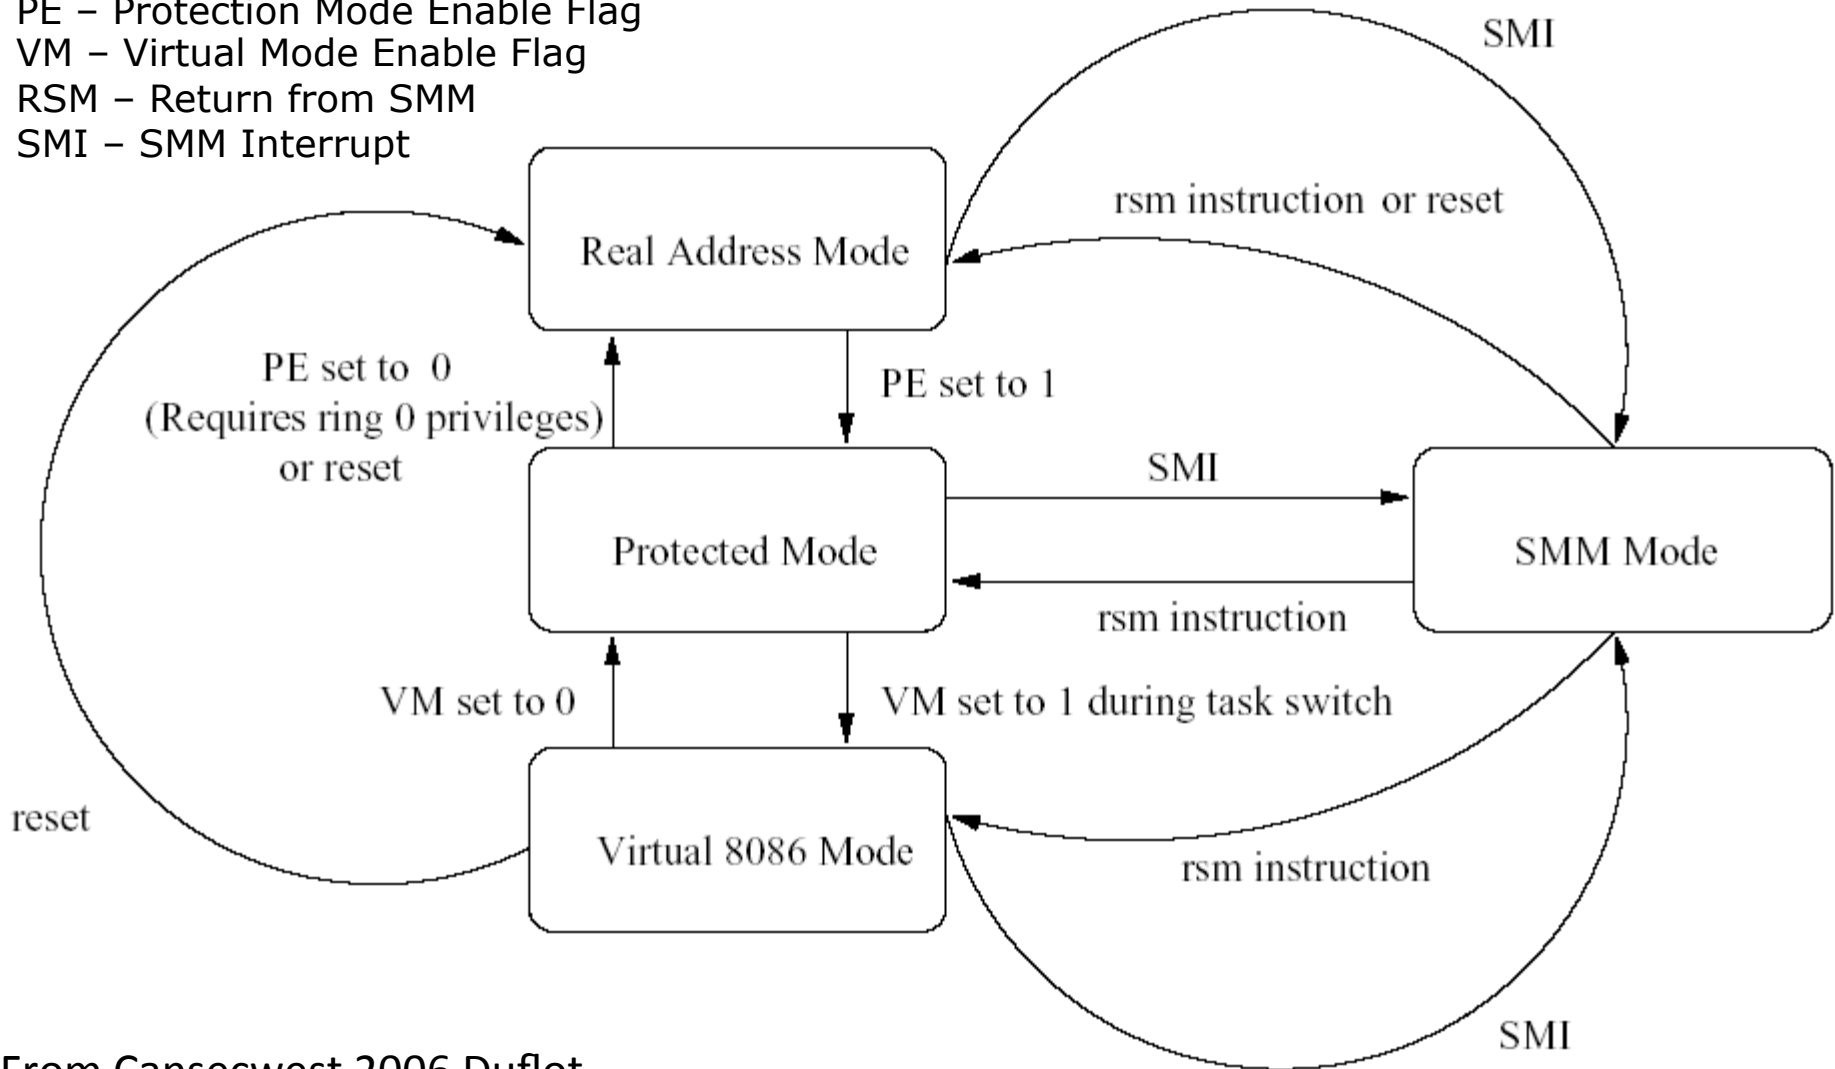 PE – Protection Mode Enable Flag
VM – Virtual Mode Enable Flag
RSM – Return from SMM
SMI – SMM Interrupt
SMI
rsm instruction or reset
Real Address Mode
PE set to 0
(Requires ring 0 privileges)
or reset
PE set to 1
SMI
Protected Mode
SMM Mode
rsm instruction
VM set to 0
VM set to 1 during task switch
reset
Virtual 8086 Mode
rsm instruction
SMI
From Cansecwest 2006 Duflot